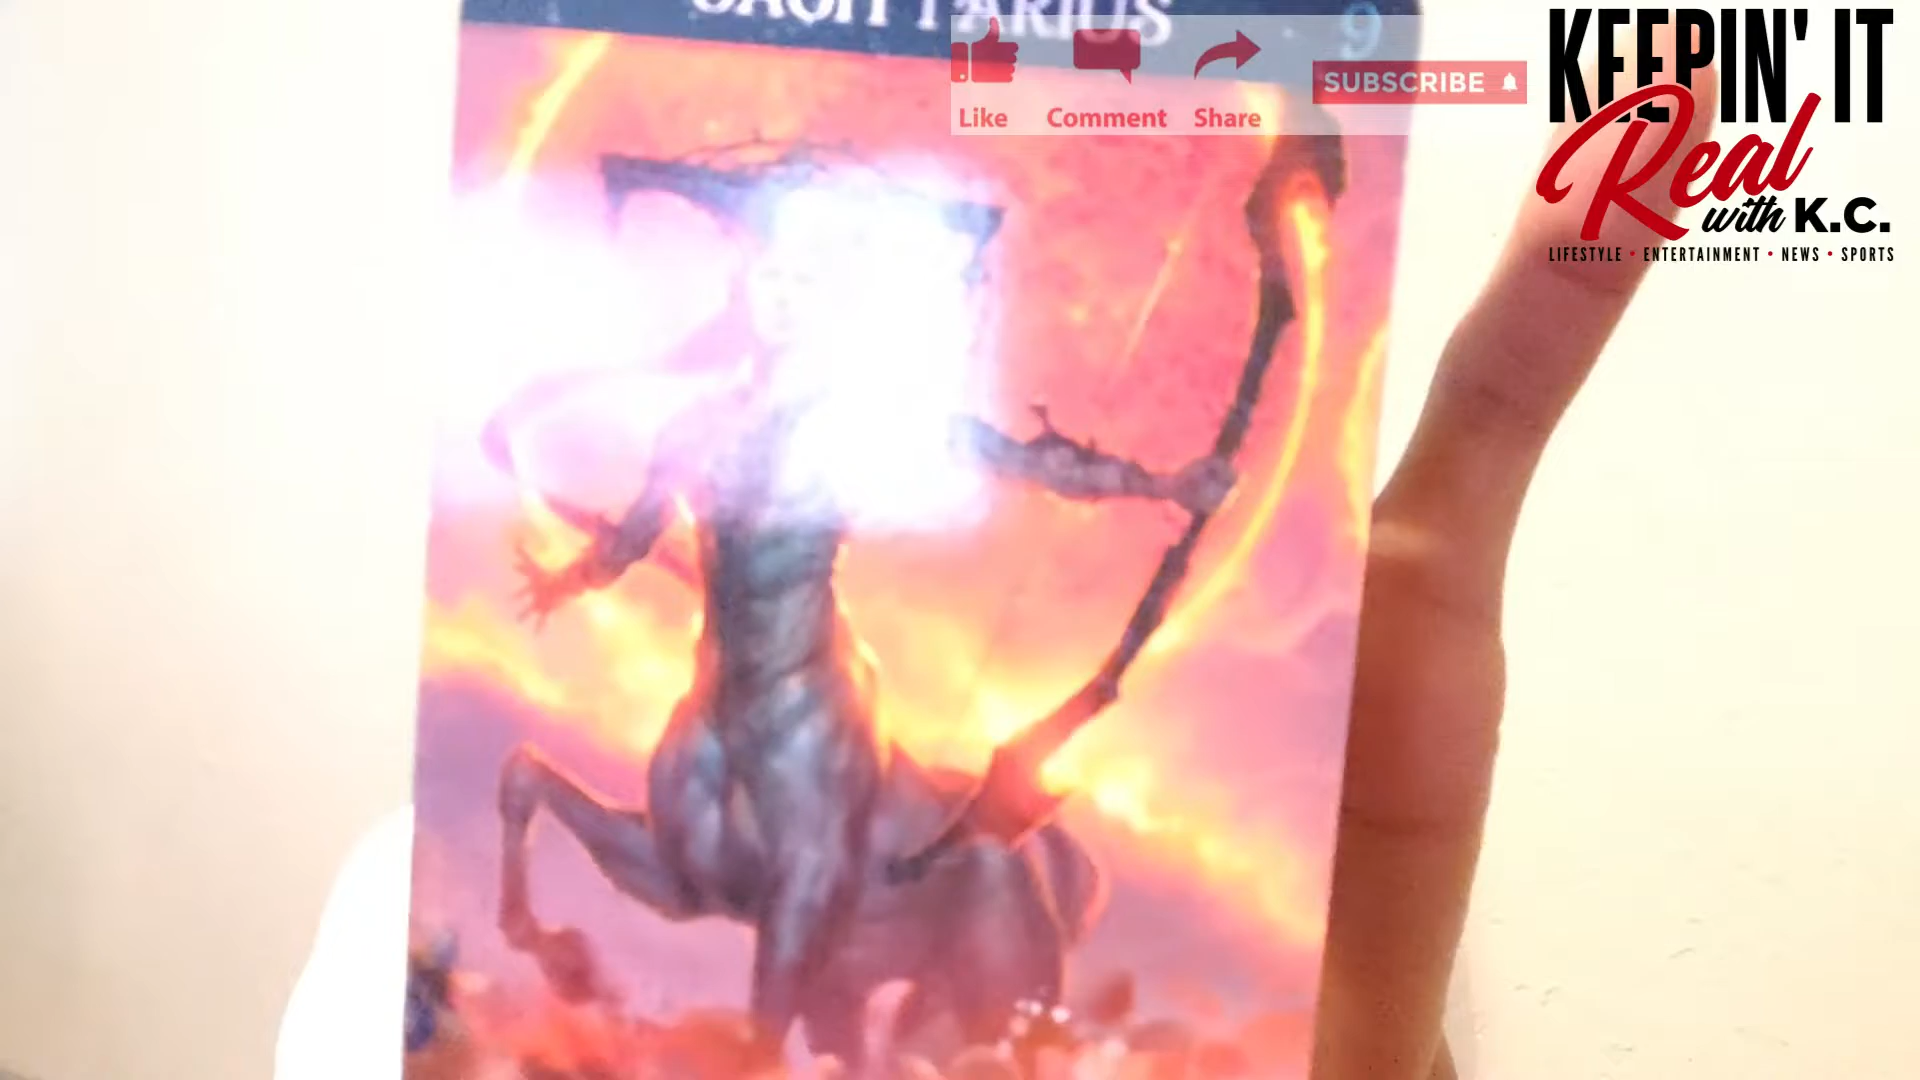 SAGITTARIUS
9
Like Comment Share
SUBSCRIBE
KEEPIN' IT
Real
with K.C.
LIFESTYLE • ENTERTAINMENT • NEWS • SPORTS